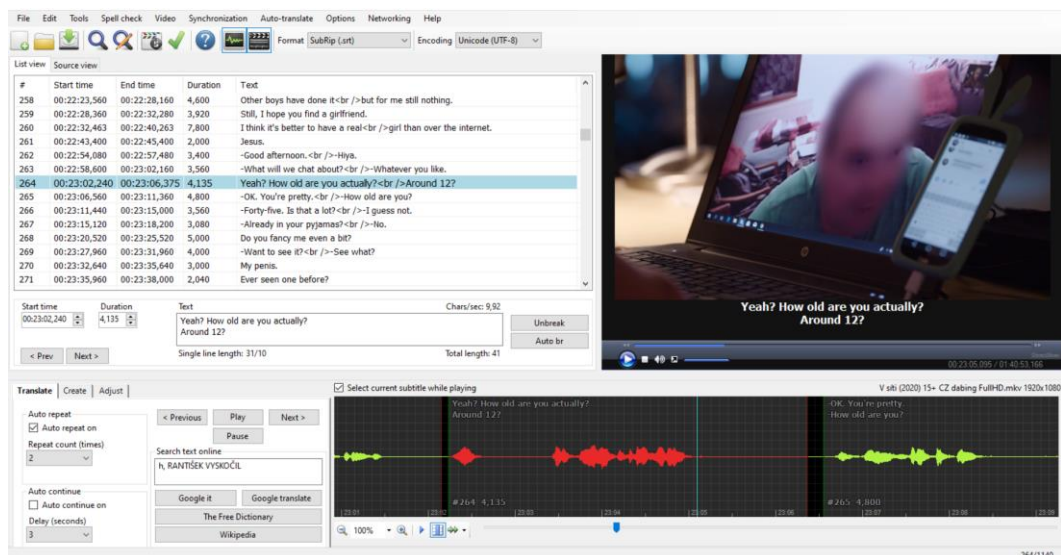 File Edit Tools Spell check Video Synchronization Auto-translate Options Networking Help
Format SubRip (.srt) Encoding Unicode (UTF-8)
List view Source view
# Start time End time Duration Text
258 00:22:23,560 00:22:28,160 4,600 Other boys have done it<br />but for me still nothing.
259 00:22:28,360 00:22:32,280 3,920 Still, I hope you find a girlfriend.
260 00:22:32,463 00:22:40,263 7,800 I think it's better to have a real<br />girl than over the internet.
261 00:22:43,400 00:22:45,400 2,000 Jesus.
262 00:22:54,080 00:22:57,480 3,400 -Good afternoon.<br />-Hiya.
263 00:22:58,600 00:23:02,160 3,560 -What will we chat about?<br />-Whatever you like.
264 00:23:02,240 00:23:06,375 4,135 Yeah? How old are you actually?<br />Around 12?
265 00:23:06,560 00:23:11,360 4,800 -OK. You're pretty.<br />-How old are you?
266 00:23:11,440 00:23:15,000 3,560 -Forty-five. Is that a lot?<br />-I guess not.
267 00:23:15,120 00:23:18,200 3,080 -Already in your pyjamas?<br />-No.
268 00:23:20,520 00:23:25,520 5,000 Do you fancy me even a bit?
269 00:23:27,960 00:23:31,960 4,000 -Want to see it?<br />-See what?
270 00:23:32,640 00:23:35,640 3,000 My penis.
271 00:23:35,960 00:23:38,000 2,040 Ever seen one before?
Start time Duration Text Chars/sec: 9,92
00:23:02,240 4,135 Yeah? How old are you actually?
Around 12?
Unbreak
Auto br
< Prev Next > Single line length: 31/10 Total length: 41
Yeah? How old are you actually?
Around 12?
00:23:05,095 / 01:40:53,166
Translate Create Adjust
Select current subtitle while playing V siti (2020) 15+ CZ dabing FullHD.mkv 1920x1080
Auto repeat
Auto repeat on
Repeat count (times)
2
Auto continue
Auto continue on
Delay (seconds)
3
< Previous Play Next >
Pause
Search text online
h, RANTIŠEK VYSKOČIL
Google it Google translate
The Free Dictionary
Wikipedia
Yeah? How old are you actually?
Around 12?
-OK. You're pretty.
-How old are you?
#264 4,135 #265 4,800
23:01 23:02 23:03 23:04 23:05 23:06 23:07 23:08 23:09
100%
264/1140